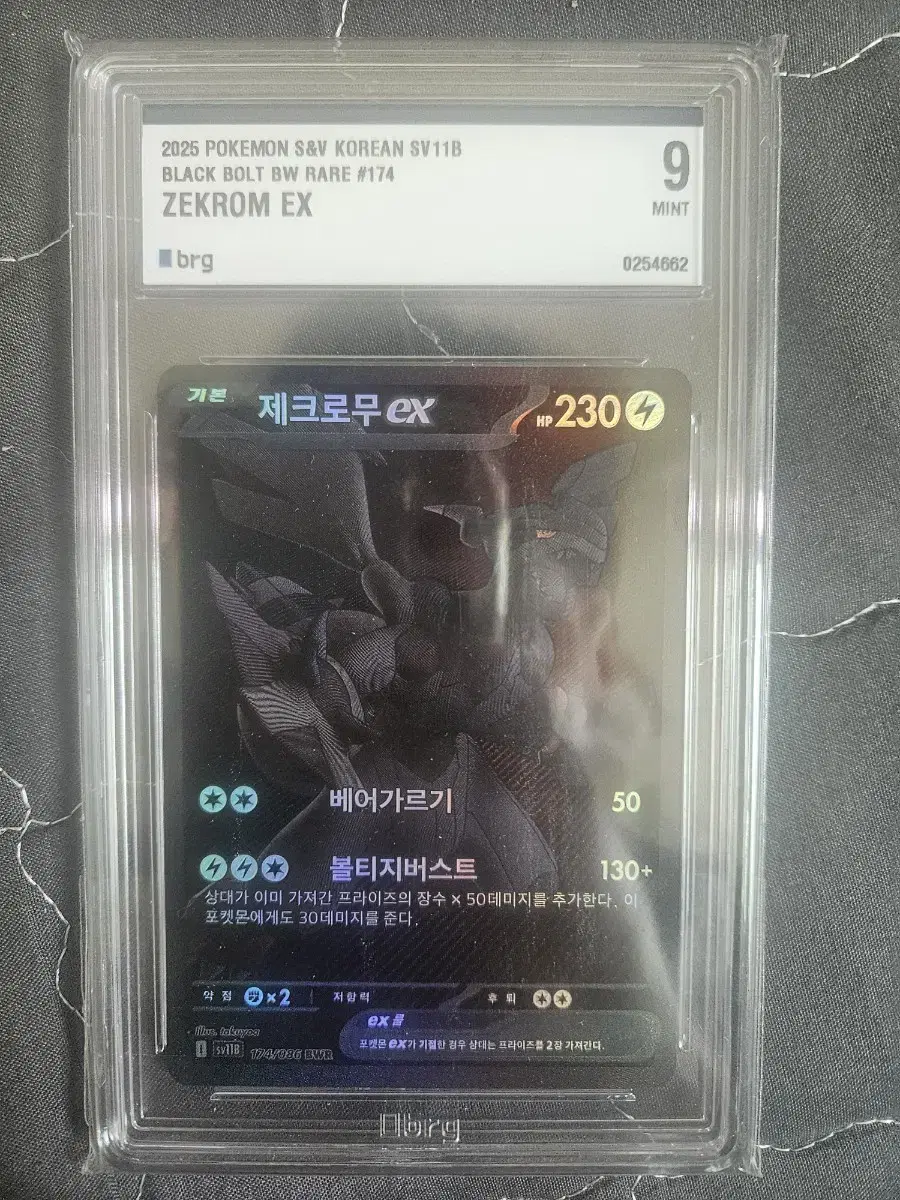 2025 POKEMON S&V KOREAN SV11B
BLACK BOLT BW RARE #174
ZEKROM EX
9
MINT
brg
0254662
기본
제크로무 ex
HP 230
베어가르기 50
볼티지버스트 130+
상대가 이미 가져간 프라이즈의 장수 × 50데미지를 추가한다. 이
포켓몬에게도 30데미지를 준다.
약점 ×2 저항력 후퇴
ex룰
포켓몬 ex가 기절한 경우 상대는 프라이즈를 2장 가져간다.
Illus. takuyoa
sv11B 174/086 BWR
brg